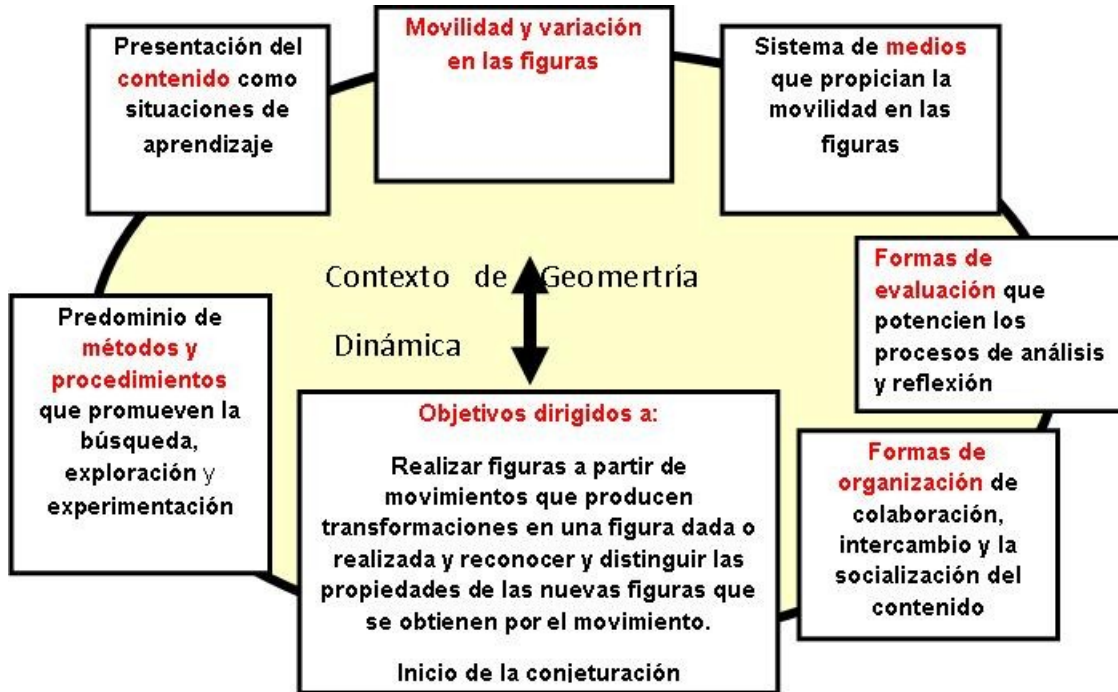 Presentación del
contenido como
situaciones de
aprendizaje
Movilidad y variación
en las figuras
Sistema de medios
que propician la
movilidad en las
figuras
Formas de
evaluación que
potencien los
procesos de análisis
y reflexión
Contexto de Geomertría
Dinámica
Predominio de
métodos y
procedimientos
que promueven la
búsqueda,
exploración y
experimentación
Objetivos dirigidos a:
Realizar figuras a partir de
movimientos que producen
transformaciones en una figura dada o
realizada y reconocer y distinguir las
propiedades de las nuevas figuras que
se obtienen por el movimiento.
Inicio de la conjeturación
Formas de
organización de
colaboración,
intercambio y la
socialización del
contenido